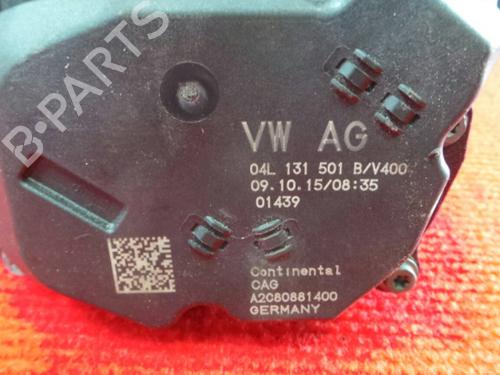 B-PARTS
VW AG
04L 131 501 B/V400
09.10.15/08:35
01439
Continental
CAG
A2C80881400
GERMANY